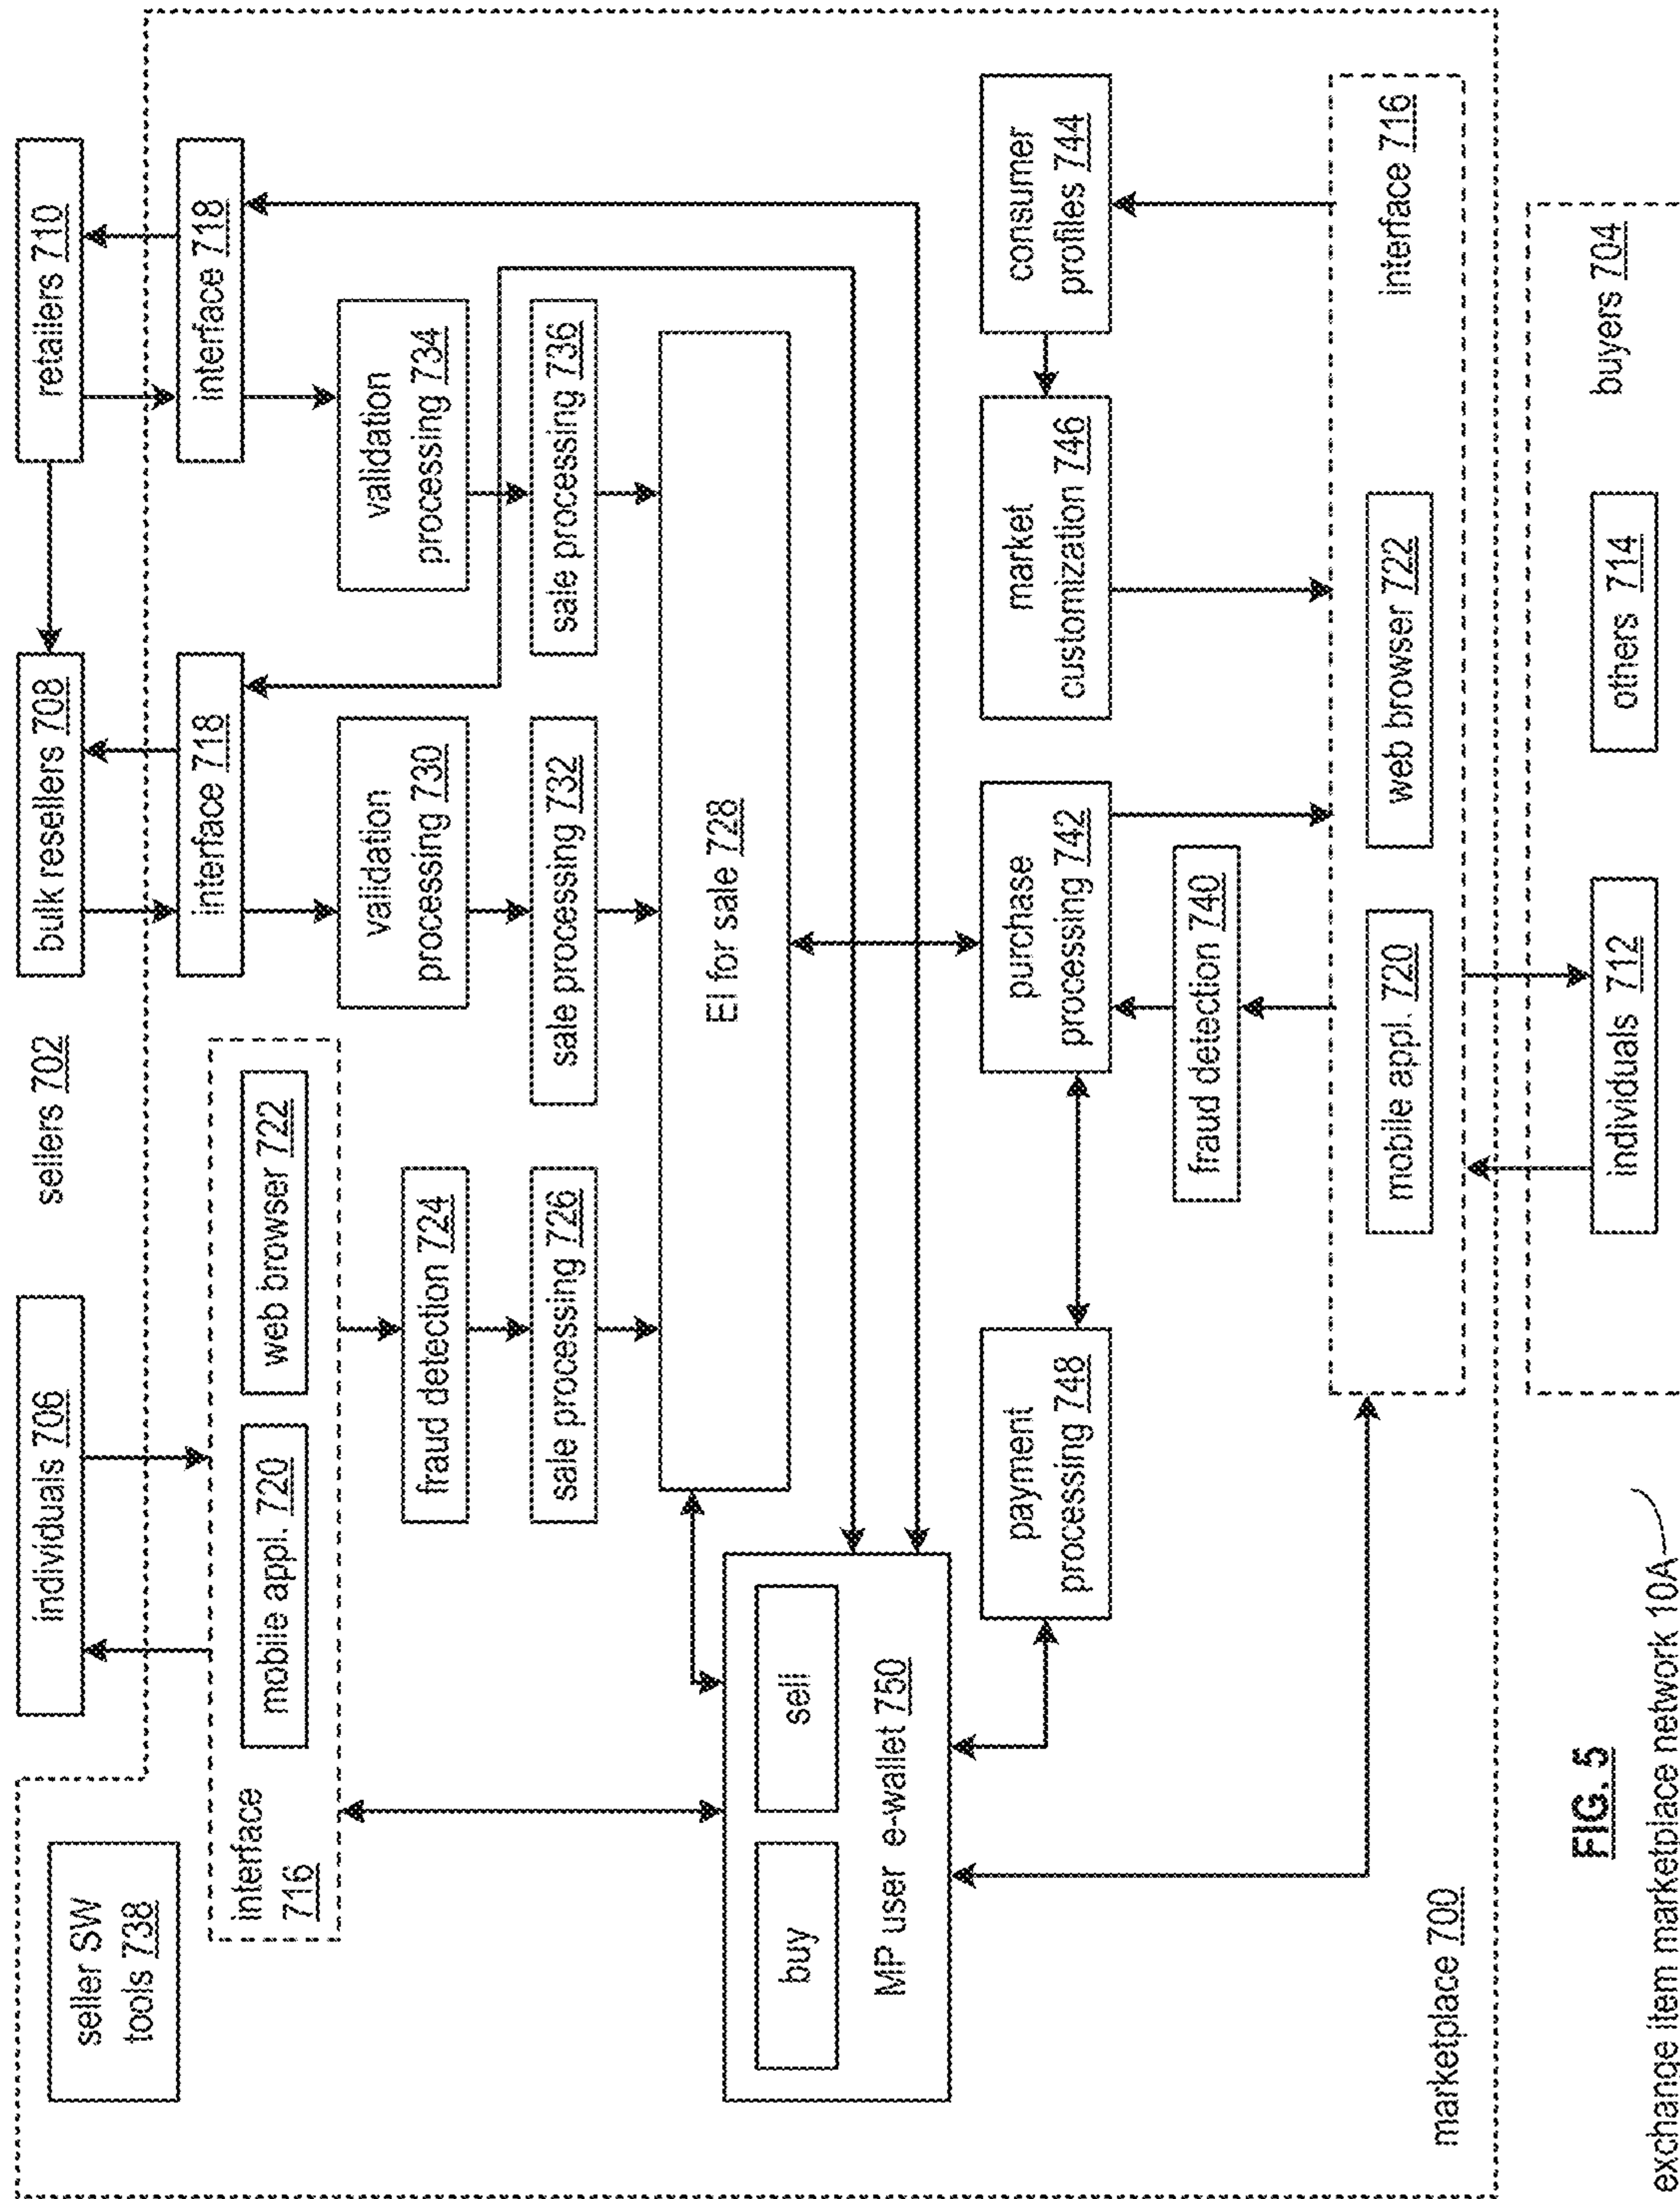 seller SW
tools 738
individuals 706
sellers 702
bulk resellers 708
retailers 710
interface
716
mobile appl. 720
web browser 722
interface 718
interface 718
fraud detection 724
validation
processing 730
validation
processing 734
sale processing 726
sale processing 732
sale processing 736
EI for sale 728
buy
sell
MP user e-wallet 750
payment
processing 748
purchase
processing 742
market
customization 746
consumer
profiles 744
fraud detection 740
mobile appl. 720
web browser 722
interface 716
marketplace 700
individuals 712
others 714
buyers 704
FIG. 5
exchange item marketplace network 10A